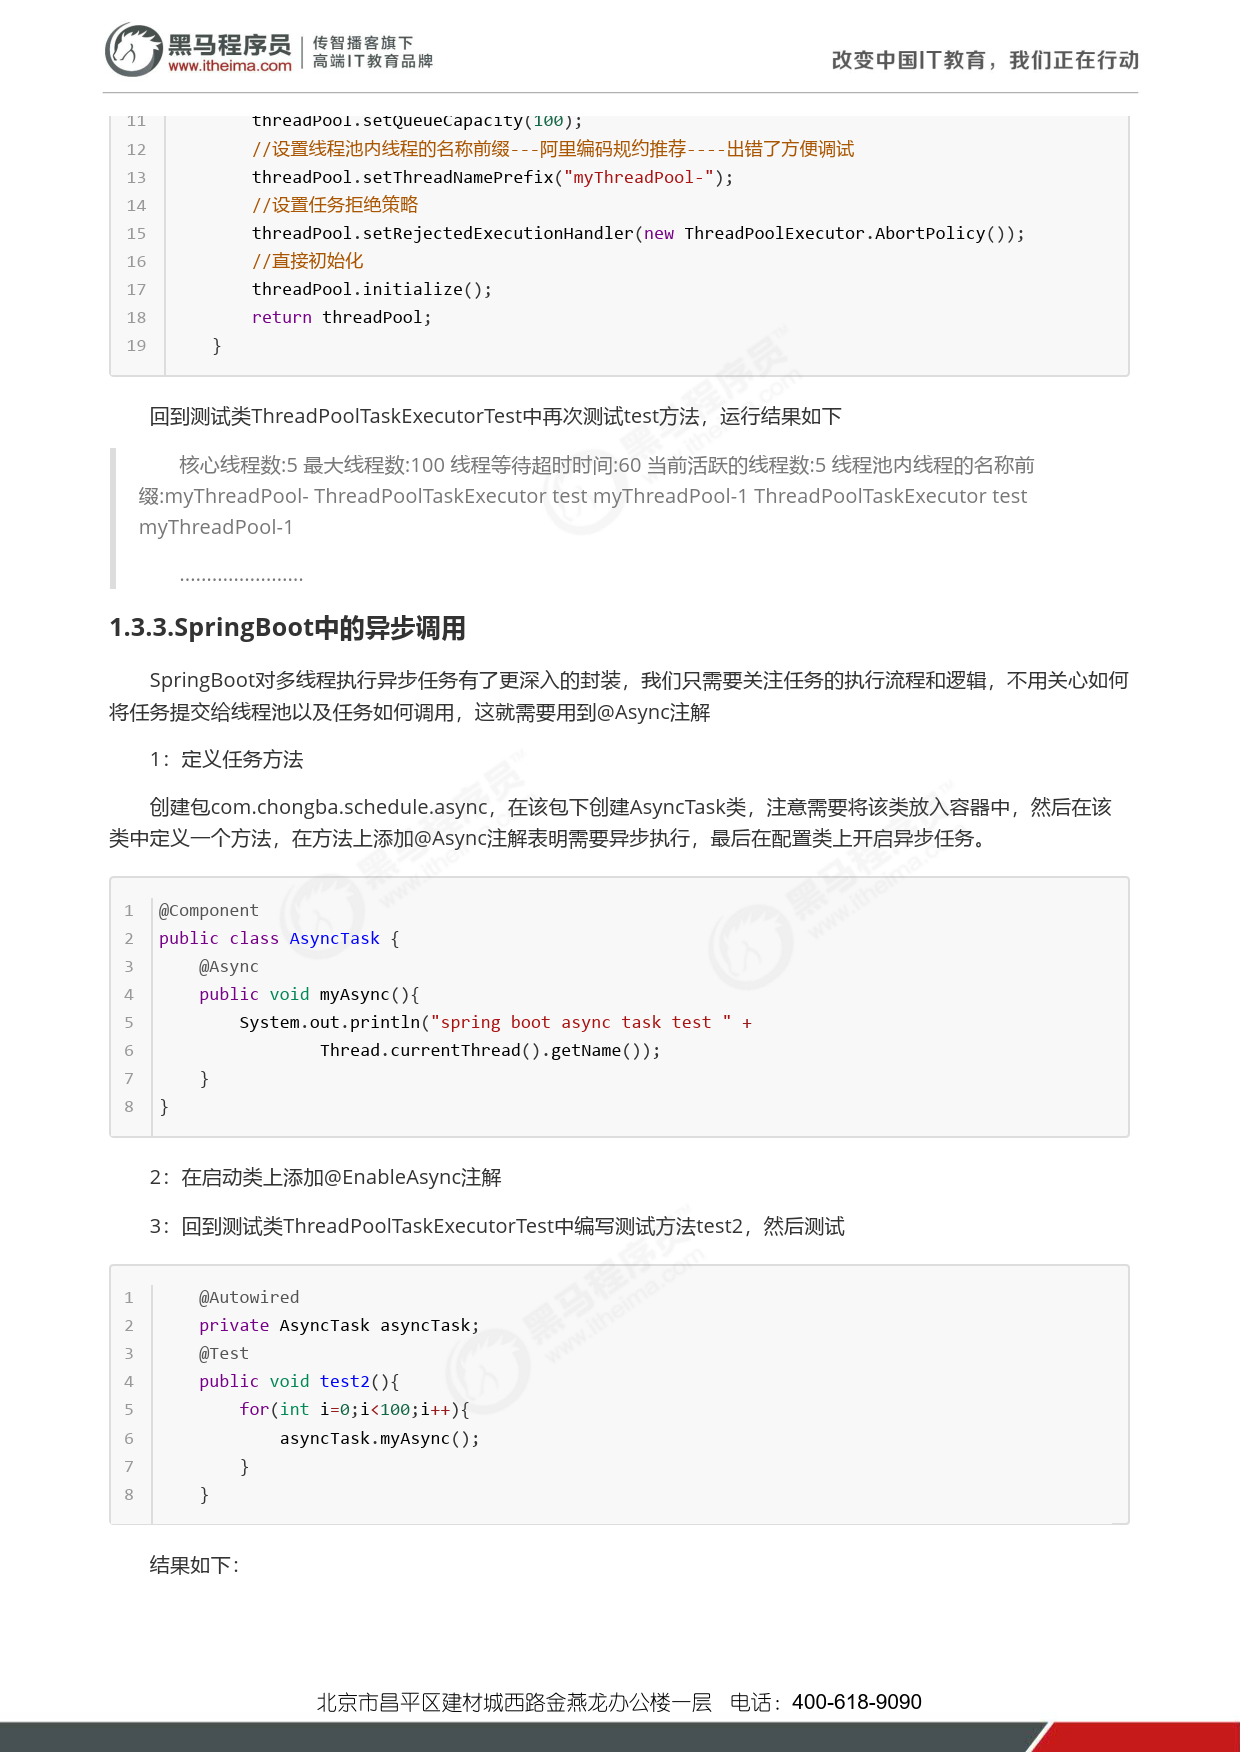 黑马程序员
www.itheima.com
传智播客旗下
高端IT教育品牌
改变中国IT教育，我们正在行动
11 threadPool.setQueueCapacity(100);
12 //设置线程池内线程的名称前缀---阿里编码规约推荐----出错了方便调试
13 threadPool.setThreadNamePrefix("myThreadPool-");
14 //设置任务拒绝策略
15 threadPool.setRejectedExecutionHandler(new ThreadPoolExecutor.AbortPolicy());
16 //直接初始化
17 threadPool.initialize();
18 return threadPool;
19 }
回到测试类ThreadPoolTaskExecutorTest中再次测试test方法，运行结果如下
核心线程数:5 最大线程数:100 线程等待超时时间:60 当前活跃的线程数:5 线程池内线程的名称前
缀:myThreadPool- ThreadPoolTaskExecutor test myThreadPool-1 ThreadPoolTaskExecutor test
myThreadPool-1
.......................
1.3.3.SpringBoot中的异步调用
SpringBoot对多线程执行异步任务有了更深入的封装，我们只需要关注任务的执行流程和逻辑，不用关心如何
将任务提交给线程池以及任务如何调用，这就需要用到@Async注解
1：定义任务方法
创建包com.chongba.schedule.async，在该包下创建AsyncTask类，注意需要将该类放入容器中，然后在该
类中定义一个方法，在方法上添加@Async注解表明需要异步执行，最后在配置类上开启异步任务。
1 @Component
2 public class AsyncTask {
3 @Async
4 public void myAsync(){
5 System.out.println("spring boot async task test " +
6 Thread.currentThread().getName());
7 }
8 }
2：在启动类上添加@EnableAsync注解
3：回到测试类ThreadPoolTaskExecutorTest中编写测试方法test2，然后测试
1 @Autowired
2 private AsyncTask asyncTask;
3 @Test
4 public void test2(){
5 for(int i=0;i<100;i++){
6 asyncTask.myAsync();
7 }
8 }
结果如下：
北京市昌平区建材城西路金燕龙办公楼一层 电话：400-618-9090